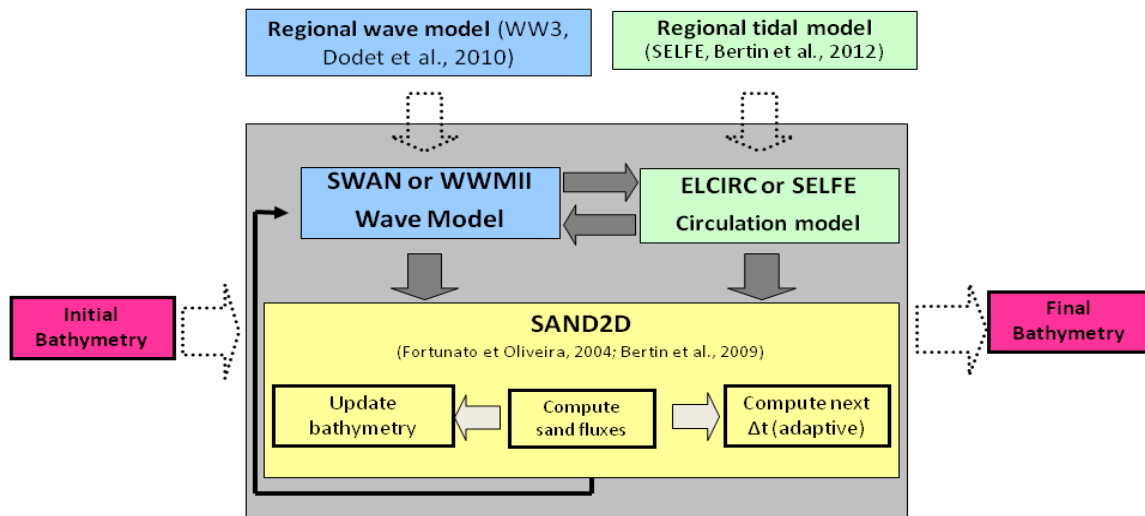 Regional wave model (WW3,
Dodet et al., 2010)
Regional tidal model
(SELFE, Bertin et al., 2012)
SWAN or WWMII
Wave Model
ELCIRC or SELFE
Circulation model
Initial
Bathymetry
SAND2D
(Fortunato et Oliveira, 2004; Bertin et al., 2009)
Update
bathymetry
Compute
sand fluxes
Compute next
Δt (adaptive)
Final
Bathymetry